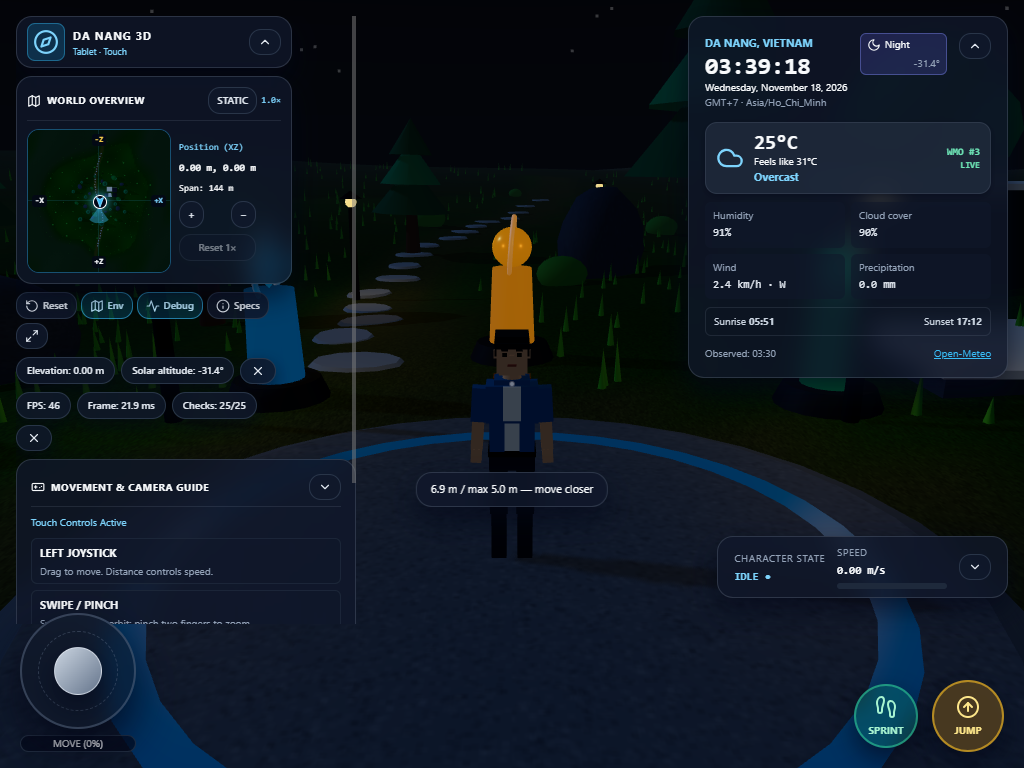 DA NANG 3D
Tablet · Touch
WORLD OVERVIEW
STATIC
1.0×
-Z
-X
+X
+Z
Position (XZ)
0.00 m, 0.00 m
Span: 144 m
+
−
Reset 1×
Reset
Env
Debug
Specs
Elevation: 0.00 m
Solar altitude: -31.4°
FPS: 46
Frame: 21.9 ms
Checks: 25/25
MOVEMENT & CAMERA GUIDE
Touch Controls Active
LEFT JOYSTICK
Drag to move. Distance controls speed.
SWIPE / PINCH
MOVE (0%)
6.9 m / max 5.0 m — move closer
DA NANG, VIETNAM
03:39:18
Wednesday, November 18, 2026
GMT+7 · Asia/Ho_Chi_Minh
Night
-31.4°
25°C
Feels like 31°C
Overcast
WMO #3
LIVE
Humidity
91%
Cloud cover
90%
Wind
2.4 km/h · W
Precipitation
0.0 mm
Sunrise 05:51
Sunset 17:12
Observed: 03:30
Open-Meteo
CHARACTER STATE
IDLE
SPEED
0.00 m/s
SPRINT
JUMP